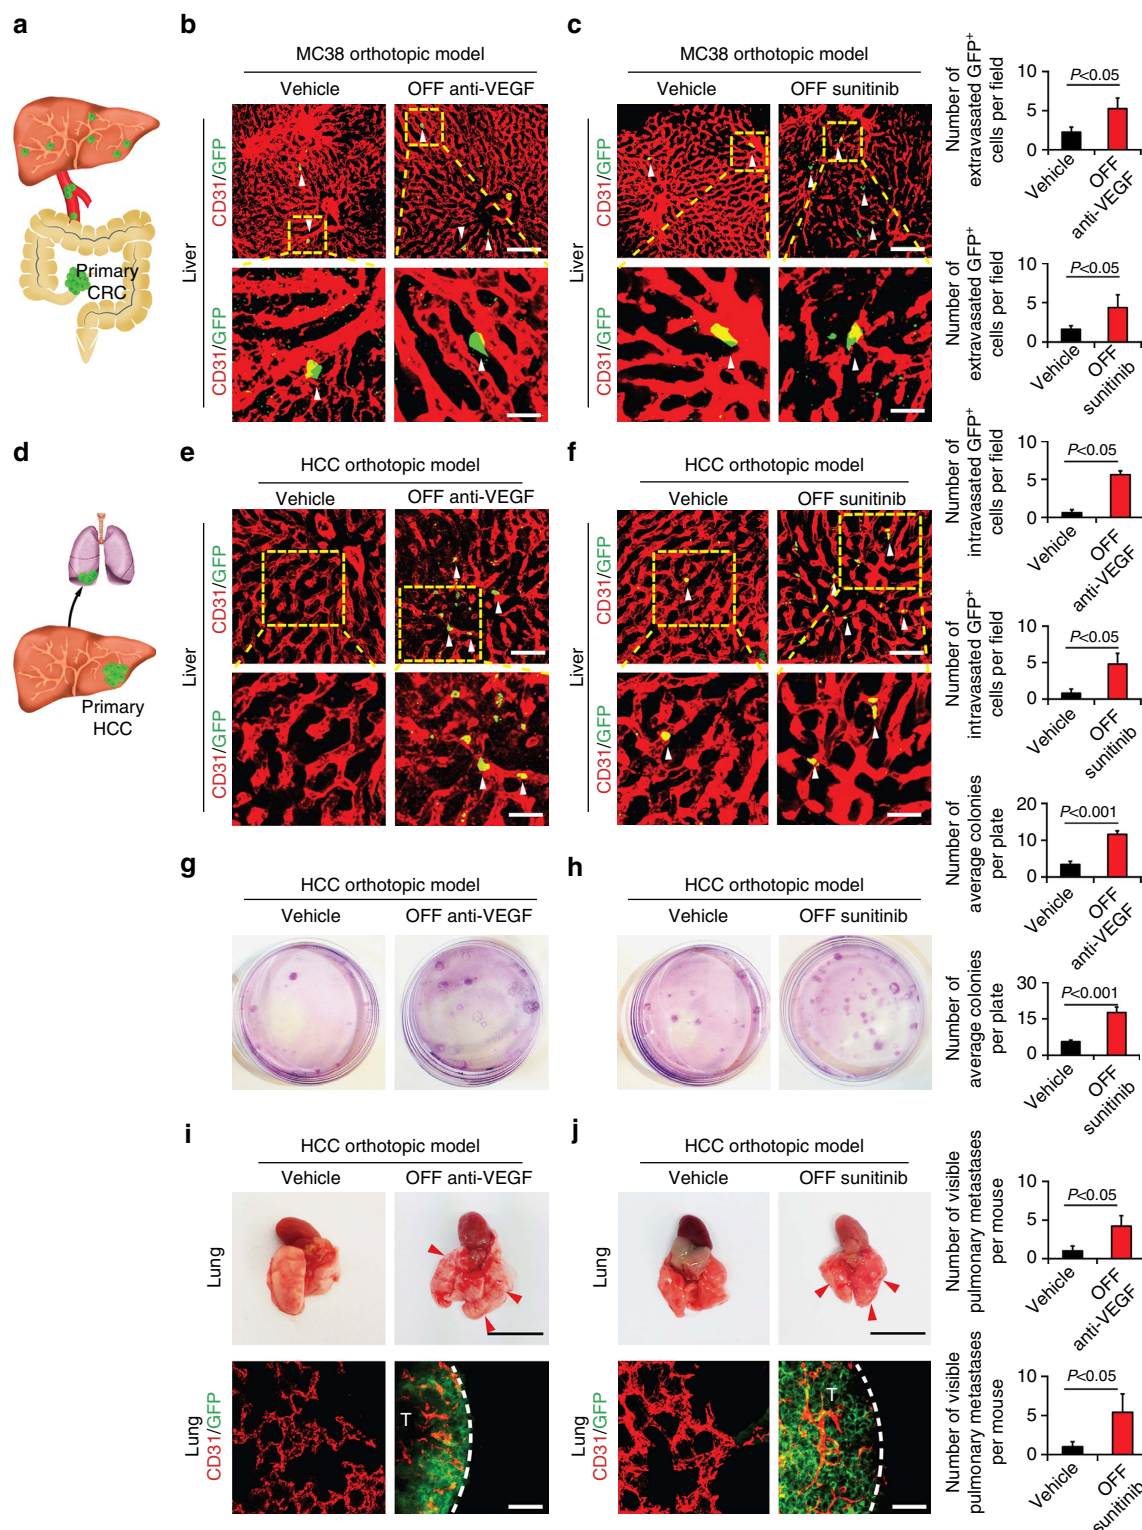 a
Primary
CRC
b
MC38 orthotopic model
Vehicle
OFF anti-VEGF
Liver
CD31/GFP
CD31/GFP
c
MC38 orthotopic model
Vehicle
OFF sunitinib
Liver
CD31/GFP
CD31/GFP
Number of
extravasated GFP+
cells per field
10
5
0
P<0.05
Vehicle
OFF
anti-VEGF
Number of
extravasated GFP+
cells per field
10
5
0
P<0.05
Vehicle
OFF
sunitinib
d
Primary
HCC
e
HCC orthotopic model
Vehicle
OFF anti-VEGF
Liver
CD31/GFP
CD31/GFP
f
HCC orthotopic model
Vehicle
OFF sunitinib
Liver
CD31/GFP
CD31/GFP
Number of
intravasated GFP+
cells per field
10
5
0
P<0.05
Vehicle
OFF
anti-VEGF
Number of
intravasated GFP+
cells per field
10
5
0
P<0.05
Vehicle
OFF
sunitinib
g
HCC orthotopic model
Vehicle
OFF anti-VEGF
h
HCC orthotopic model
Vehicle
OFF sunitinib
Number of
average colonies
per plate
20
10
0
P<0.001
Vehicle
OFF
anti-VEGF
Number of
average colonies
per plate
30
15
0
P<0.001
Vehicle
OFF
sunitinib
i
HCC orthotopic model
Vehicle
OFF anti-VEGF
Lung
Lung
CD31/GFP
T
j
HCC orthotopic model
Vehicle
OFF sunitinib
Lung
Lung
CD31/GFP
T
Number of visible
pulmonary metastases
per mouse
10
5
0
P<0.05
Vehicle
OFF
anti-VEGF
Number of visible
pulmonary metastases
per mouse
10
5
0
P<0.05
Vehicle
OFF
sunitinib